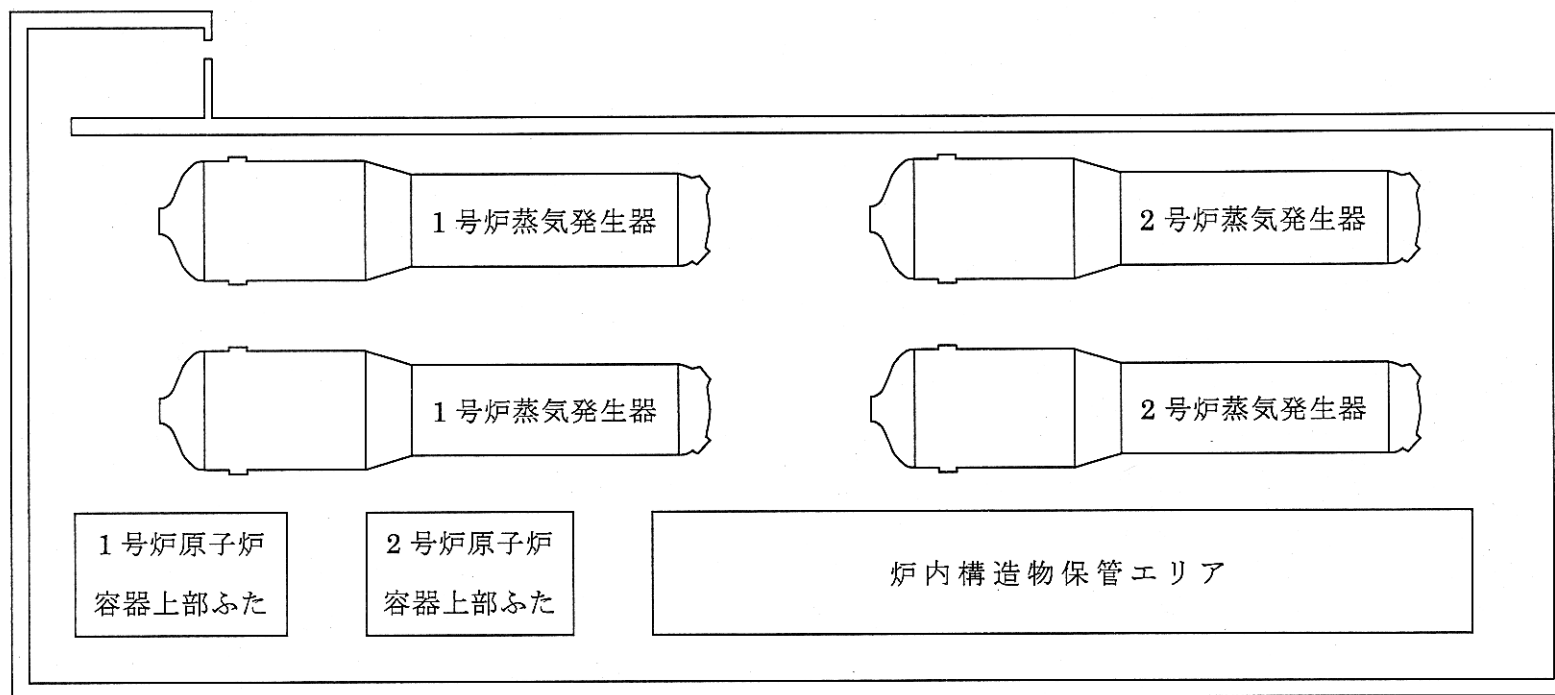 1号炉蒸気発生器
2号炉蒸気発生器
1号炉蒸気発生器
2号炉蒸気発生器
1号炉原子炉
容器上部ふた
2号炉原子炉
容器上部ふた
炉内構造物保管エリア